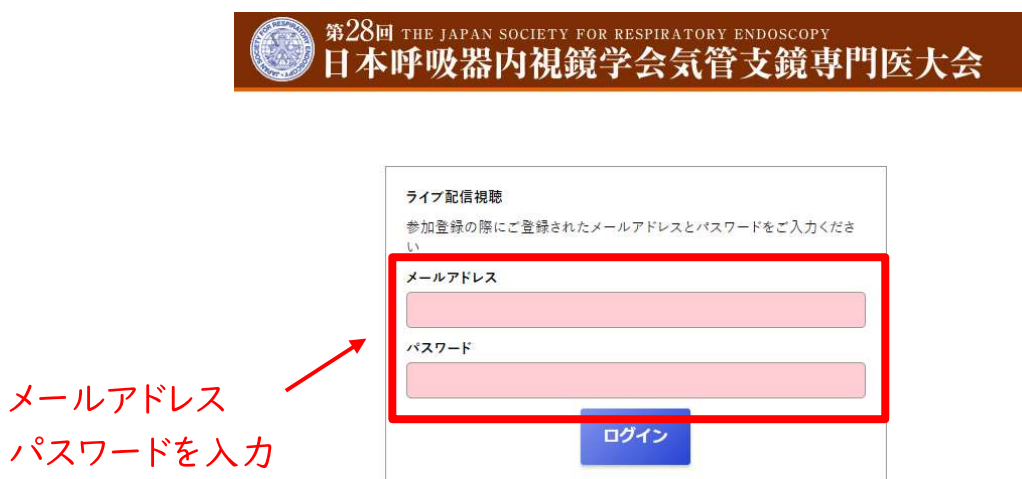 第28回 THE JAPAN SOCIETY FOR RESPIRATORY ENDOSCOPY
日本呼吸器内視鏡学会気管支鏡専門医大会
ライブ配信視聴
参加登録の際にご登録されたメールアドレスとパスワードをご入力くださ
い
メールアドレス
パスワード
ログイン
メールアドレス
パスワードを入力